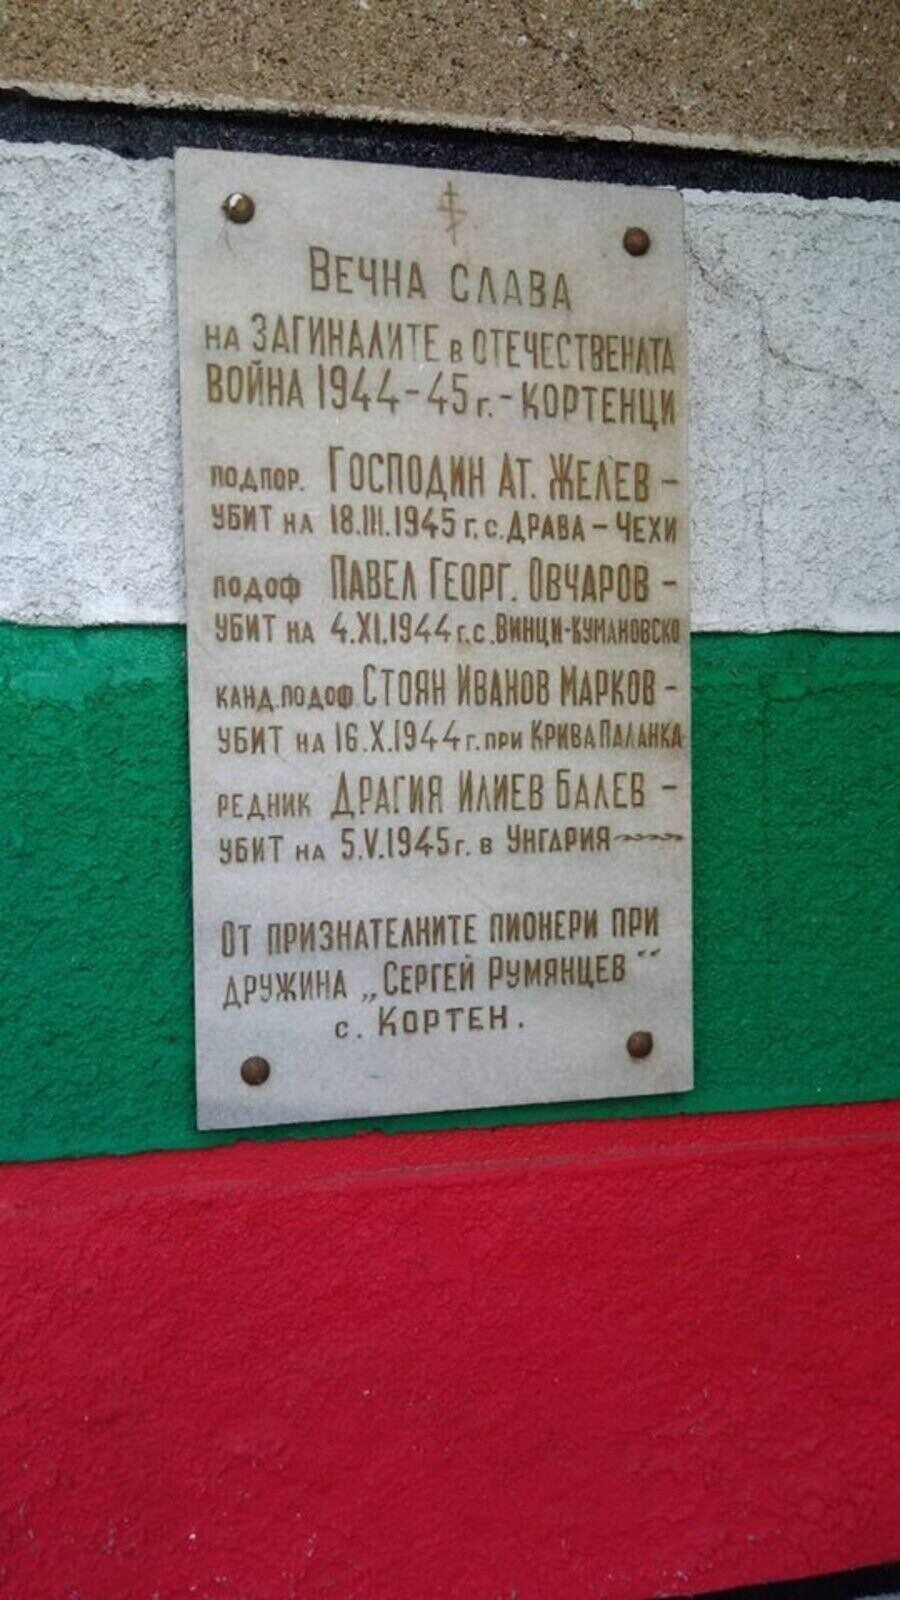 ВЕЧНА СЛАВА
НА ЗАГИНАЛИТЕ В ОТЕЧЕСТВЕНАТА
ВОЙНА 1944-45 Г. - КОРТЕНЦИ
ПОДПОР. ГОСПОДИН АТ. ЖЕЛЕВ -
УБИТ НА 18.III.1945 Г. С. ДРАВА - ЧЕХИ
ПОДОФ ПАВЕЛ ГЕОРГ. ОВЧАРОВ -
УБИТ НА 4.XI.1944 Г. С. ВИНЦИ-КУМАНОВСКО
КАНД. ПОДОФ СТОЯН ИВАНОВ МАРКОВ -
УБИТ НА 16.X.1944 Г. ПРИ КРИВА ПАЛАНКА
РЕДНИК ДРАГИЯ ИЛИЕВ БАЛЕВ -
УБИТ НА 5.V.1945 Г. В УНГАРИЯ
ОТ ПРИЗНАТЕЛНИТЕ ПИОНЕРИ ПРИ
ДРУЖИНА „СЕРГЕЙ РУМЯНЦЕВ“
С. КОРТЕН.